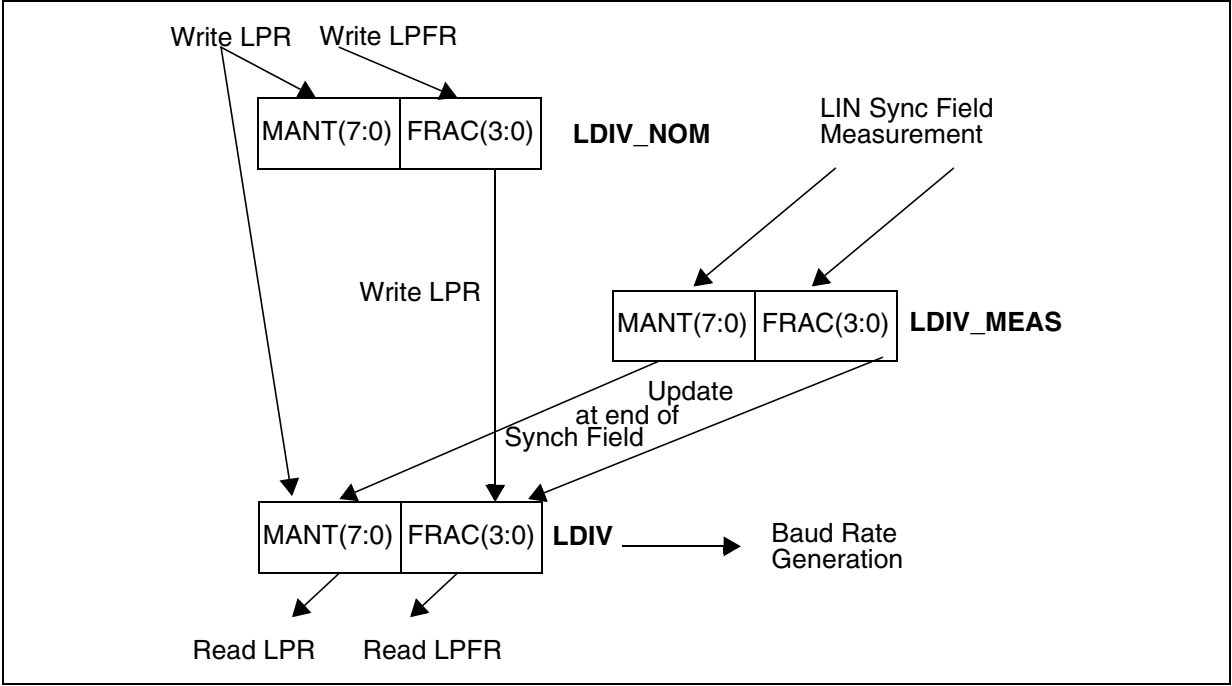 Write LPR Write LPFR
MANT(7:0) FRAC(3:0) LDIV_NOM
LIN Sync Field
Measurement
Write LPR
MANT(7:0) FRAC(3:0) LDIV_MEAS
Update
at end of
Synch Field
MANT(7:0) FRAC(3:0) LDIV
Baud Rate
Generation
Read LPR Read LPFR